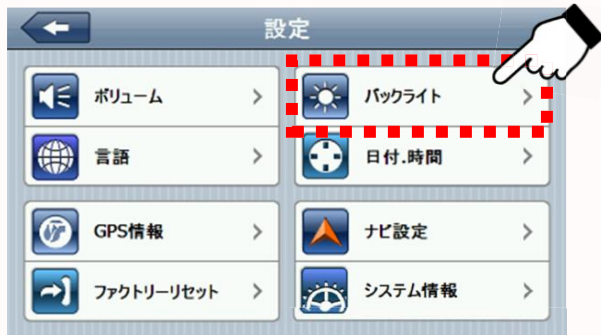 設定
ボリューム
バックライト
言語
日付.時間
GPS情報
ナビ設定
ファクトリーリセット
システム情報